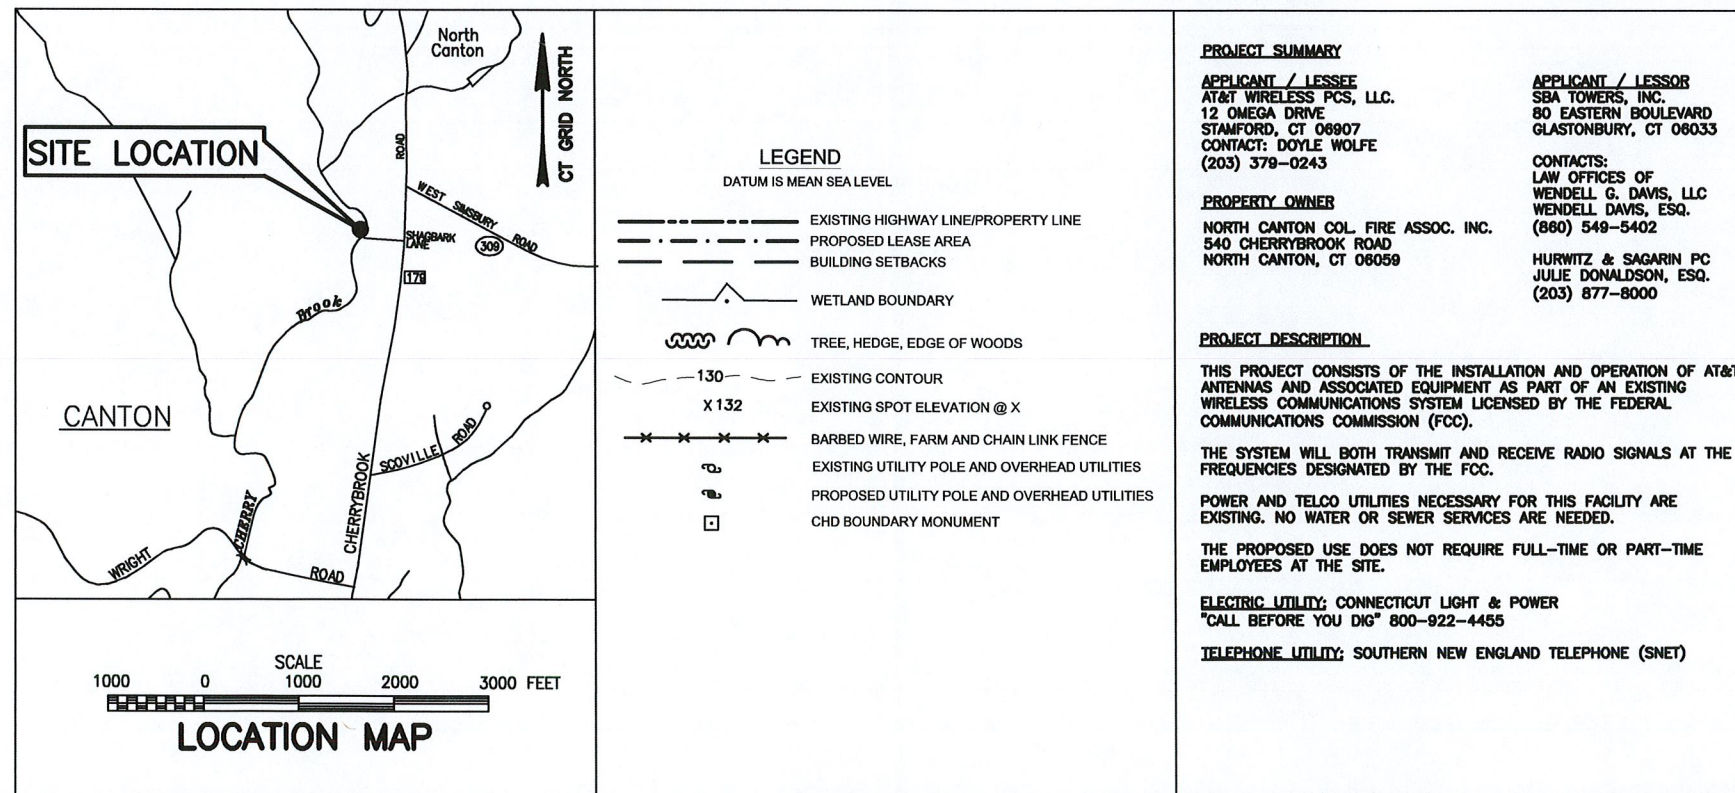 North
Canton
CT GRID NORTH
SITE LOCATION
ROAD
WEST SIMSBURY ROAD
SHAGBARK
LANE
309
179
Brook
CANTON
SCOVILLE ROAD
CHERRYBROOK
CHERRY
WRIGHT
ROAD
SCALE
1000 0 1000 2000 3000 FEET
LOCATION MAP
LEGEND
DATUM IS MEAN SEA LEVEL
EXISTING HIGHWAY LINE/PROPERTY LINE
PROPOSED LEASE AREA
BUILDING SETBACKS
WETLAND BOUNDARY
TREE, HEDGE, EDGE OF WOODS
130 EXISTING CONTOUR
X 132 EXISTING SPOT ELEVATION @ X
BARBED WIRE, FARM AND CHAIN LINK FENCE
EXISTING UTILITY POLE AND OVERHEAD UTILITIES
PROPOSED UTILITY POLE AND OVERHEAD UTILITIES
CHD BOUNDARY MONUMENT
PROJECT SUMMARY
APPLICANT / LESSEE
AT&T WIRELESS PCS, LLC.
12 OMEGA DRIVE
STAMFORD, CT 06907
CONTACT: DOYLE WOLFE
(203) 379-0243
PROPERTY OWNER
NORTH CANTON COL. FIRE ASSOC. INC.
540 CHERRYBROOK ROAD
NORTH CANTON, CT 06059
APPLICANT / LESSOR
SBA TOWERS, INC.
80 EASTERN BOULEVARD
GLASTONBURY, CT 06033
CONTACTS:
LAW OFFICES OF
WENDELL G. DAVIS, LLC
WENDELL DAVIS, ESQ.
(860) 549-5402
HURWITZ & SAGARIN PC
JULIE DONALDSON, ESQ.
(203) 877-8000
PROJECT DESCRIPTION
THIS PROJECT CONSISTS OF THE INSTALLATION AND OPERATION OF AT&T
ANTENNAS AND ASSOCIATED EQUIPMENT AS PART OF AN EXISTING
WIRELESS COMMUNICATIONS SYSTEM LICENSED BY THE FEDERAL
COMMUNICATIONS COMMISSION (FCC).
THE SYSTEM WILL BOTH TRANSMIT AND RECEIVE RADIO SIGNALS AT THE
FREQUENCIES DESIGNATED BY THE FCC.
POWER AND TELCO UTILITIES NECESSARY FOR THIS FACILITY ARE
EXISTING. NO WATER OR SEWER SERVICES ARE NEEDED.
THE PROPOSED USE DOES NOT REQUIRE FULL-TIME OR PART-TIME
EMPLOYEES AT THE SITE.
ELECTRIC UTILITY: CONNECTICUT LIGHT & POWER
"CALL BEFORE YOU DIG" 800-922-4455
TELEPHONE UTILITY: SOUTHERN NEW ENGLAND TELEPHONE (SNET)